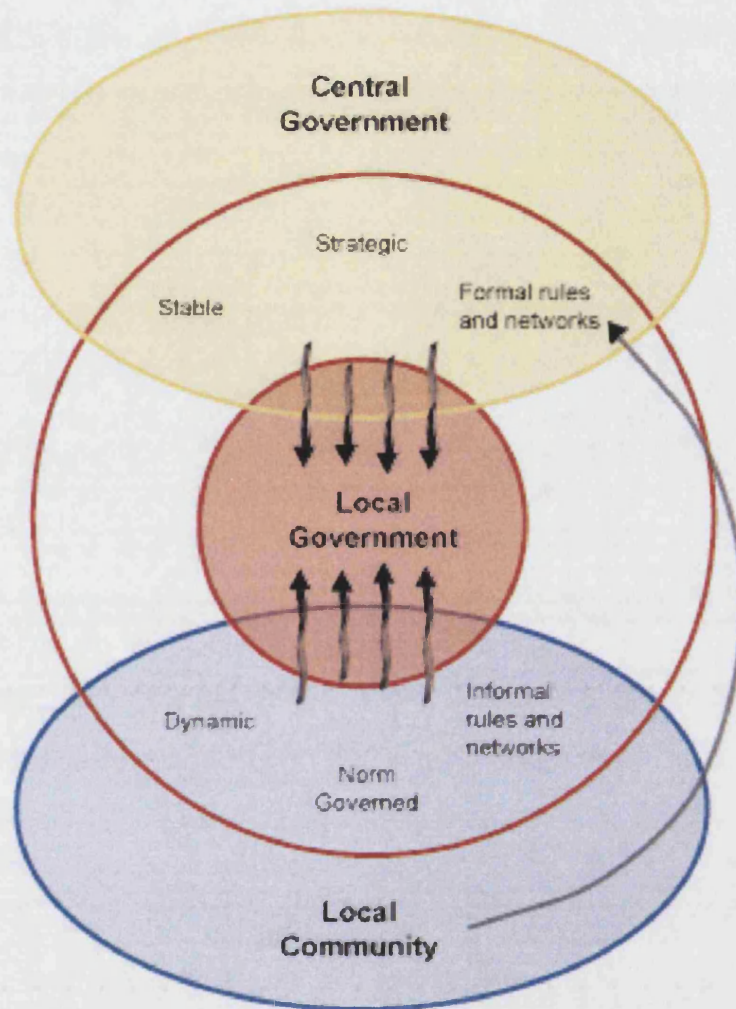 Central
Government
Strategic
Stable
Formal rules
and networks
Local
Government
Dynamic
Informal
rules and
networks
Norm
Governed
Local
Community